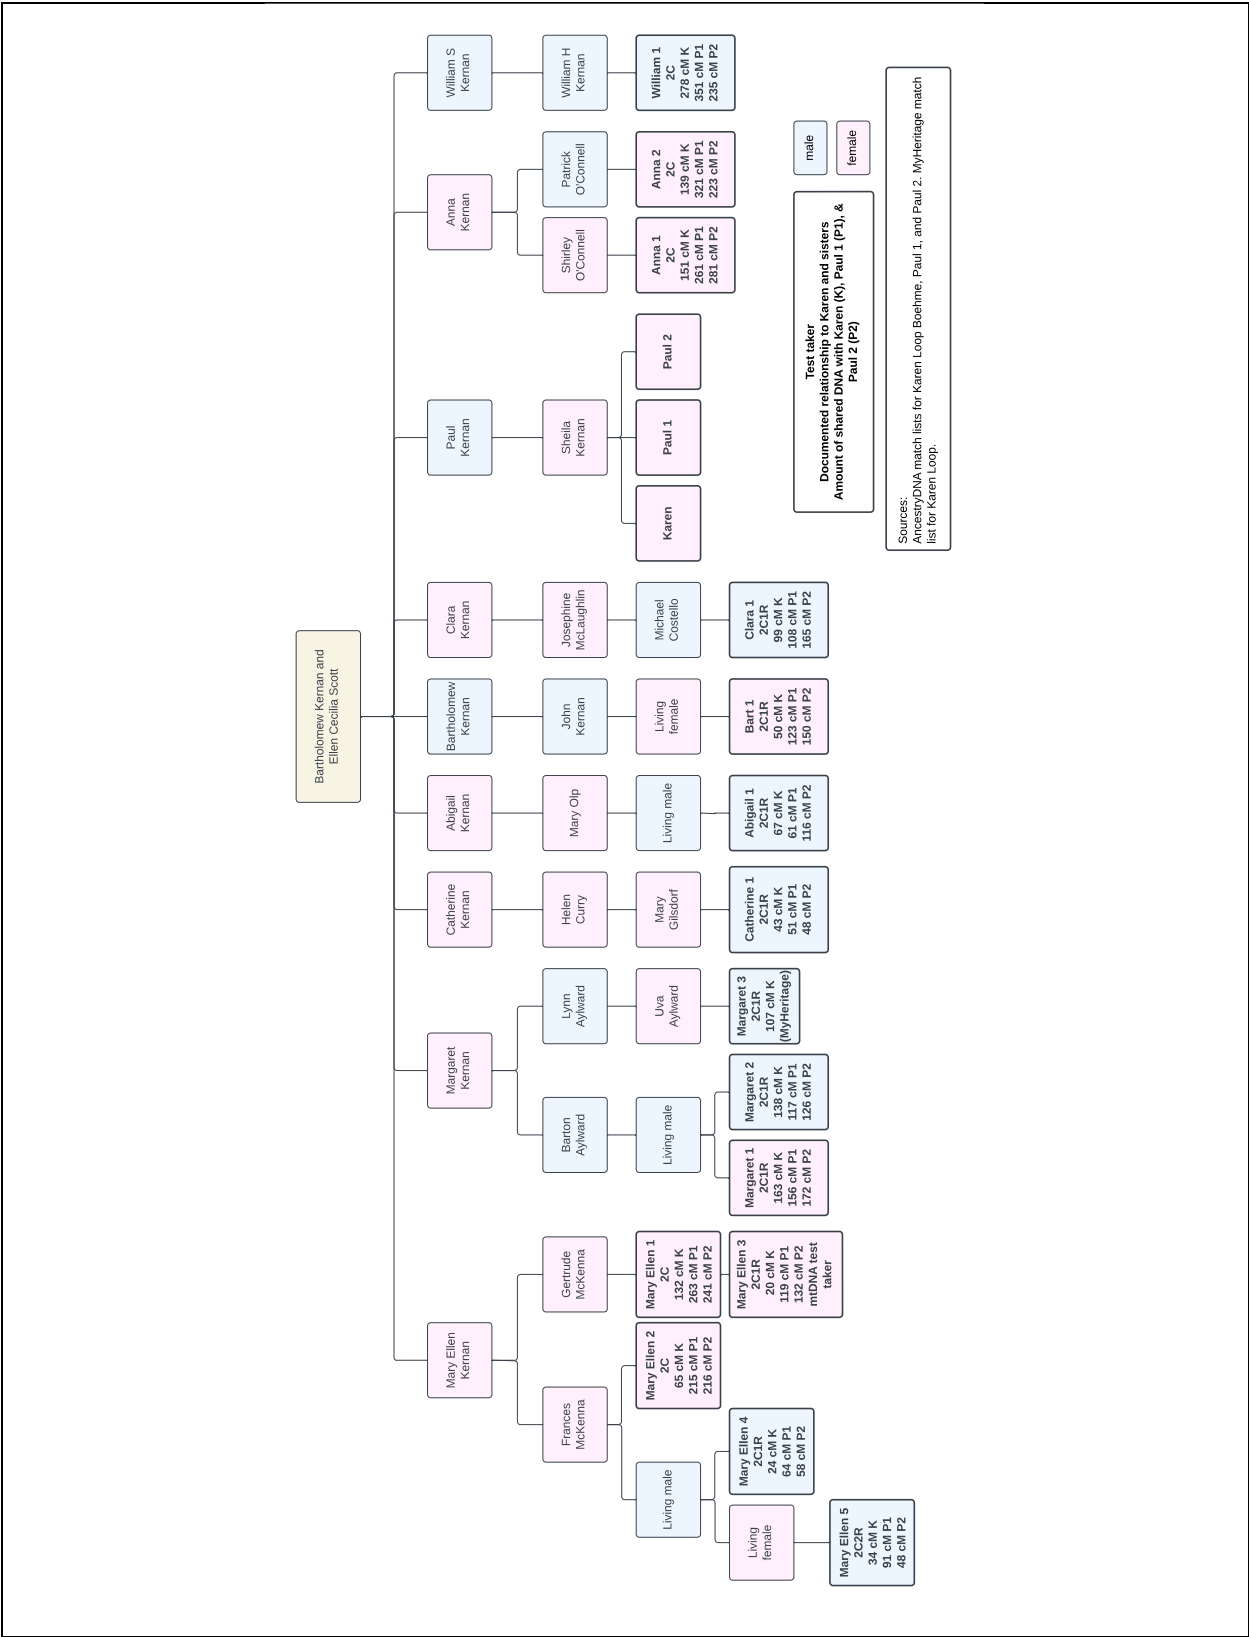 Bartholomew Kernan and
Ellen Cecilia Scott
Mary Ellen
Kernan
Margaret
Kernan
Catherine
Kernan
Abigail
Kernan
Bartholomew
Kernan
Clara
Kernan
Paul
Kernan
Anna
Kernan
William S
Kernan
Frances
McKenna
Gertrude
McKenna
Barton
Aylward
Lynn
Aylward
Helen
Curry
Mary Olp
John
Kernan
Josephine
McLaughlin
Sheila
Kernan
Shirley
O'Connell
Patrick
O'Connell
William H
Kernan
Living male
Mary Ellen 2
2C
65 cM K
215 cM P1
216 cM P2
Mary Ellen 1
2C
132 cM K
263 cM P1
241 cM P2
Living male
Uva
Aylward
Mary
Gilsdorf
Living male
Living
female
Michael
Costello
Karen
Paul 1
Paul 2
Anna 1
2C
151 cM K
261 cM P1
281 cM P2
Anna 2
2C
139 cM K
321 cM P1
223 cM P2
William 1
2C
278 cM K
351 cM P1
235 cM P2
Living
female
Mary Ellen 4
2C1R
24 cM K
64 cM P1
58 cM P2
Mary Ellen 3
2C1R
20 cM K
119 cM P1
132 cM P2
mtDNA test
taker
Margaret 1
2C1R
163 cM K
156 cM P1
172 cM P2
Margaret 2
2C1R
138 cM K
117 cM P1
126 cM P2
Margaret 3
2C1R
107 cM K
(MyHeritage)
Catherine 1
2C1R
43 cM K
51 cM P1
48 cM P2
Abigail 1
2C1R
67 cM K
61 cM P1
116 cM P2
Bart 1
2C1R
50 cM K
123 cM P1
150 cM P2
Clara 1
2C1R
99 cM K
108 cM P1
165 cM P2
Mary Ellen 5
2C2R
34 cM K
91 cM P1
48 cM P2
Test taker
Documented relationship to Karen and sisters
Amount of shared DNA with Karen (K), Paul 1 (P1), &
Paul 2 (P2)
male
female
Sources:
AncestryDNA match lists for Karen Loop Boehme, Paul 1, and Paul 2. MyHeritage match
list for Karen Loop.